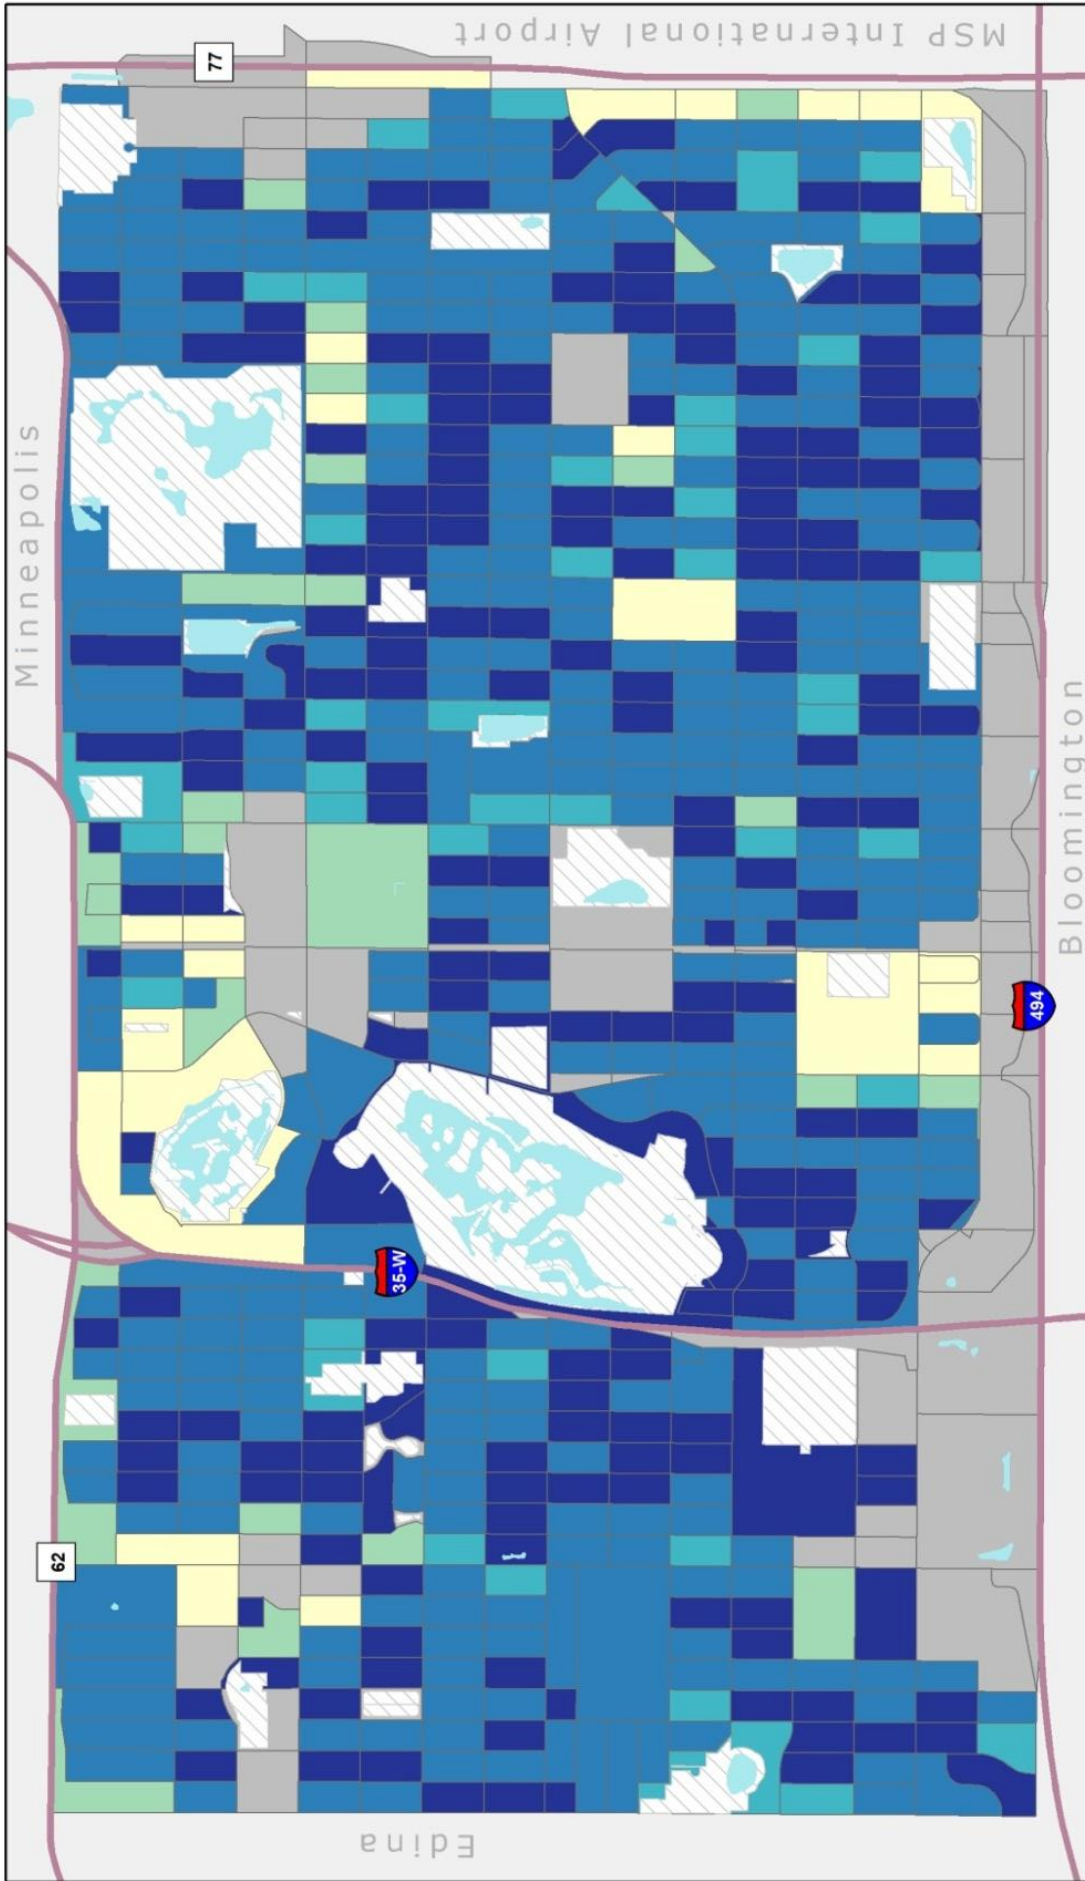 MSP International Airport
77
Minneapolis
Bloomington
494
35-W
62
Edina